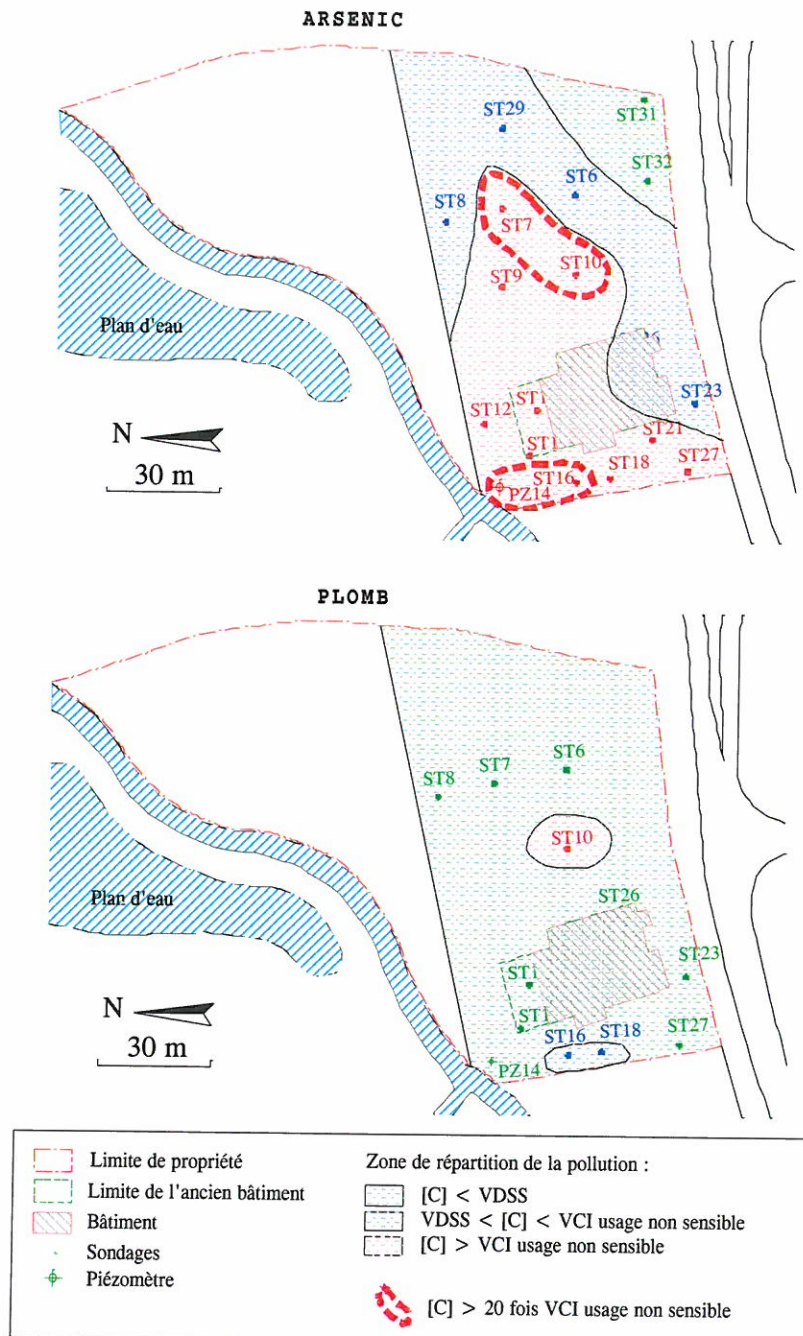 ARSENIC
ST31
ST29
ST32
ST6
ST8
ST7
ST10
ST9
Plan d'eau
ST23
ST12
ST1
N
ST21
ST1
ST27
ST18
ST16
30 m
PZ14
PLOMB
ST6
ST7
ST8
ST10
Plan d'eau
ST26
ST23
ST1
N
ST1
ST27
ST18
ST16
30 m
PZ14
Limite de propriété
Limite de l'ancien bâtiment
Bâtiment
Sondages
Piézomètre
Zone de répartition de la pollution :
[C] < VDSS
VDSS < [C] < VCI usage non sensible
[C] > VCI usage non sensible
[C] > 20 fois VCI usage non sensible